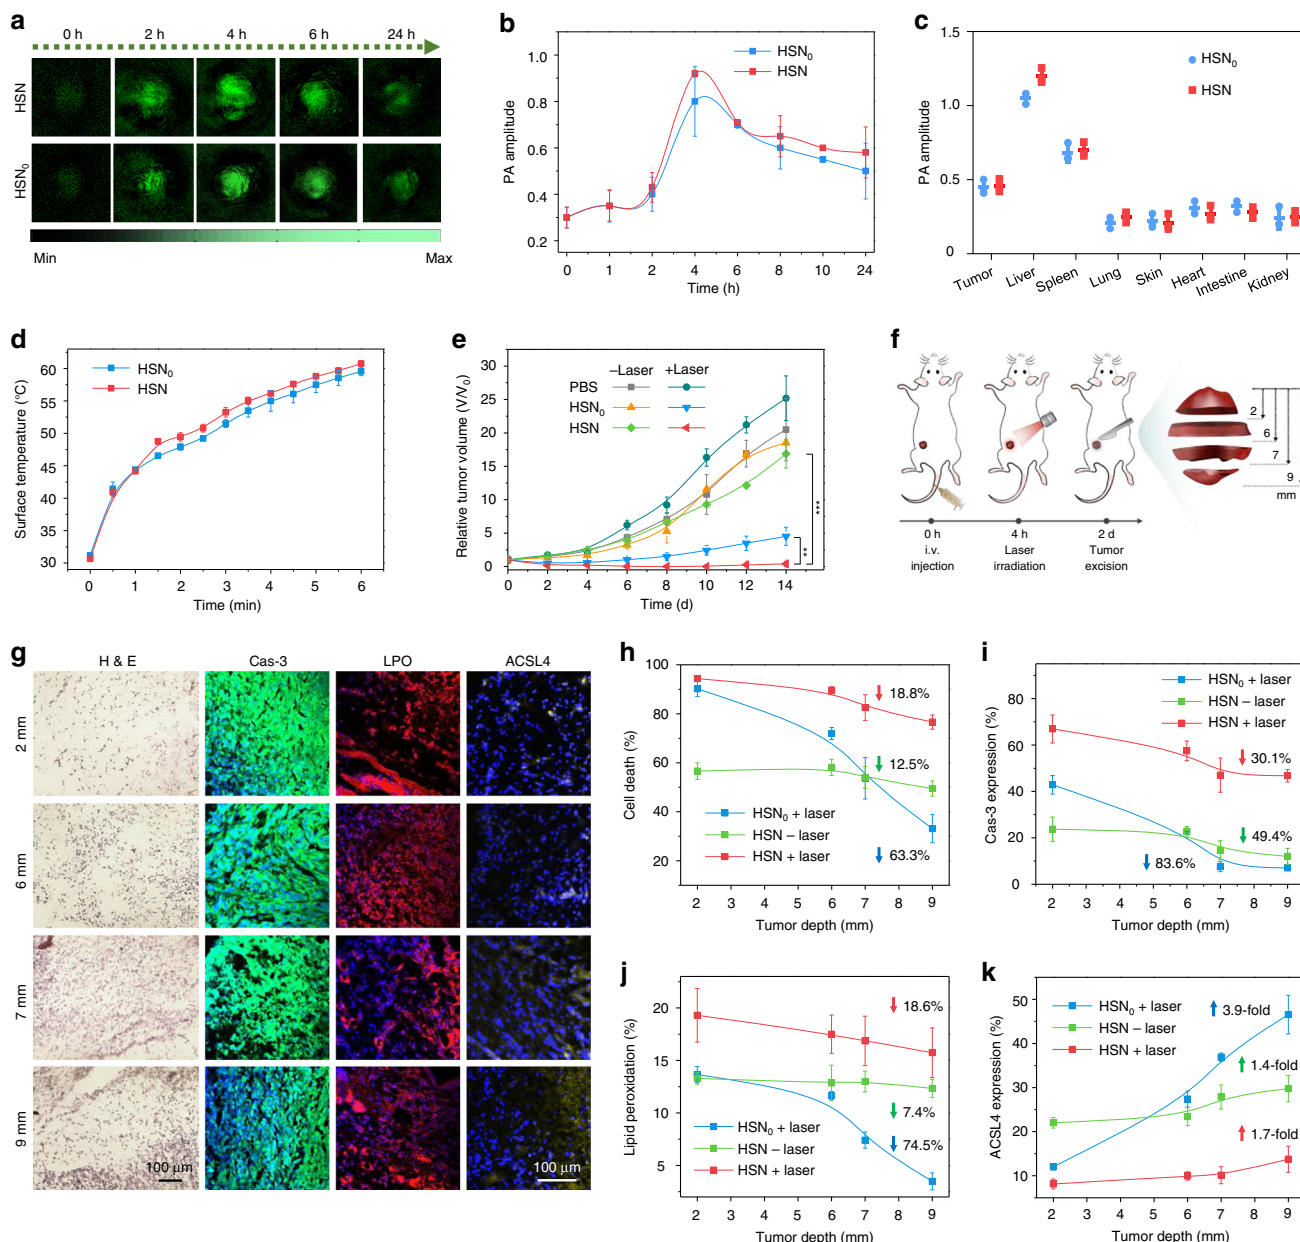 a
0 h 2 h 4 h 6 h 24 h
HSN
HSN₀
Min Max
b
PA amplitude
1.0
0.8
0.6
0.4
0.2
HSN₀
HSN
0 1 2 4 6 8 10 24
Time (h)
c
PA amplitude
1.5
1.0
0.5
0
HSN₀
HSN
Tumor Liver Spleen Lung Skin Heart Intestine Kidney
d
Surface temperature (°C)
60
55
50
45
40
35
30
HSN₀
HSN
0 1 2 3 4 5 6
Time (min)
e
Relative tumor volume (V/V₀)
30
25
20
15
10
5
0
–Laser +Laser
PBS
HSN₀
HSN
***
**
0 2 4 6 8 10 12 14
Time (d)
f
2
6
7
9
mm
0 h 4 h 2 d
i.v. Laser Tumor
injection irradiation excision
g
H & E Cas-3 LPO ACSL4
2 mm
6 mm
7 mm
9 mm
100 μm 100 μm
h
Cell death (%)
100
80
60
40
20
18.8%
12.5%
63.3%
HSN₀ + laser
HSN – laser
HSN + laser
2 3 4 5 6 7 8 9
Tumor depth (mm)
i
Cas-3 expression (%)
80
60
40
20
0
HSN₀ + laser
HSN – laser
HSN + laser
30.1%
49.4%
83.6%
2 3 4 5 6 7 8 9
Tumor depth (mm)
j
Lipid peroxidation (%)
20
15
10
5
18.6%
7.4%
74.5%
HSN₀ + laser
HSN – laser
HSN + laser
2 3 4 5 6 7 8 9
Tumor depth (mm)
k
ACSL4 expression (%)
50
40
30
20
10
HSN₀ + laser
HSN – laser
HSN + laser
3.9-fold
1.4-fold
1.7-fold
2 3 4 5 6 7 8 9
Tumor depth (mm)